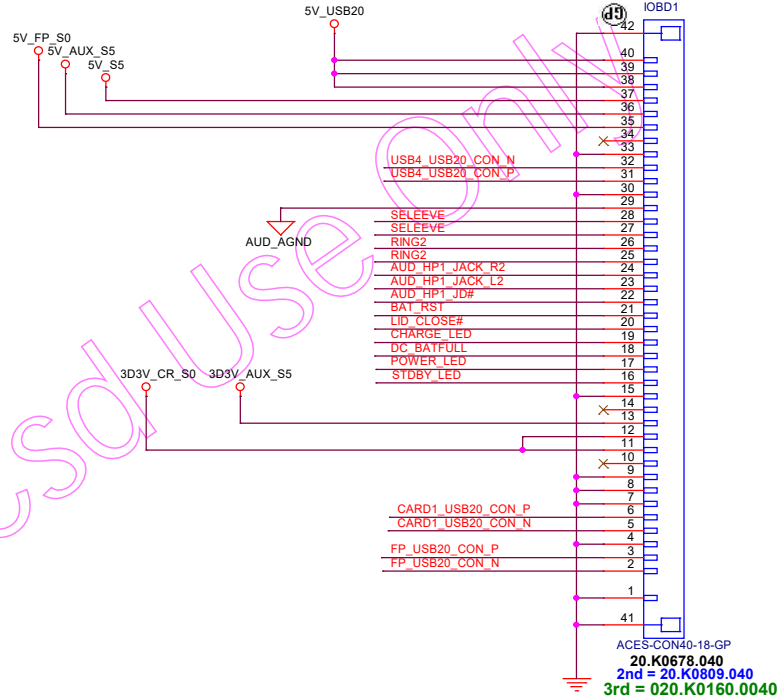 5V_USB20
GP
IOBD1
42
5V_FP_S0
5V_AUX_S5
5V_S5
40
39
38
37
36
35
34
33
USB4_USB20_CON_N 32
USB4_USB20_CON_P 31
30
29
AUD_AGND
SELEEVE 28
SELEEVE 27
RING2 26
RING2 25
AUD_HP1_JACK_R2 24
AUD_HP1_JACK_L2 23
AUD_HP1_JD# 22
BAT_RST 21
LID_CLOSE# 20
CHARGE_LED 19
DC_BATFULL 18
POWER_LED 17
STDBY_LED 16
15
3D3V_CR_S0 3D3V_AUX_S5
14
13
12
11
10
9
8
7
CARD1_USB20_CON_P 6
CARD1_USB20_CON_N 5
4
FP_USB20_CON_P 3
FP_USB20_CON_N 2
1
41
ACES-CON40-18-GP
20.K0678.040
2nd = 20.K0809.040
3rd = 020.K0160.0040
csd Use Only